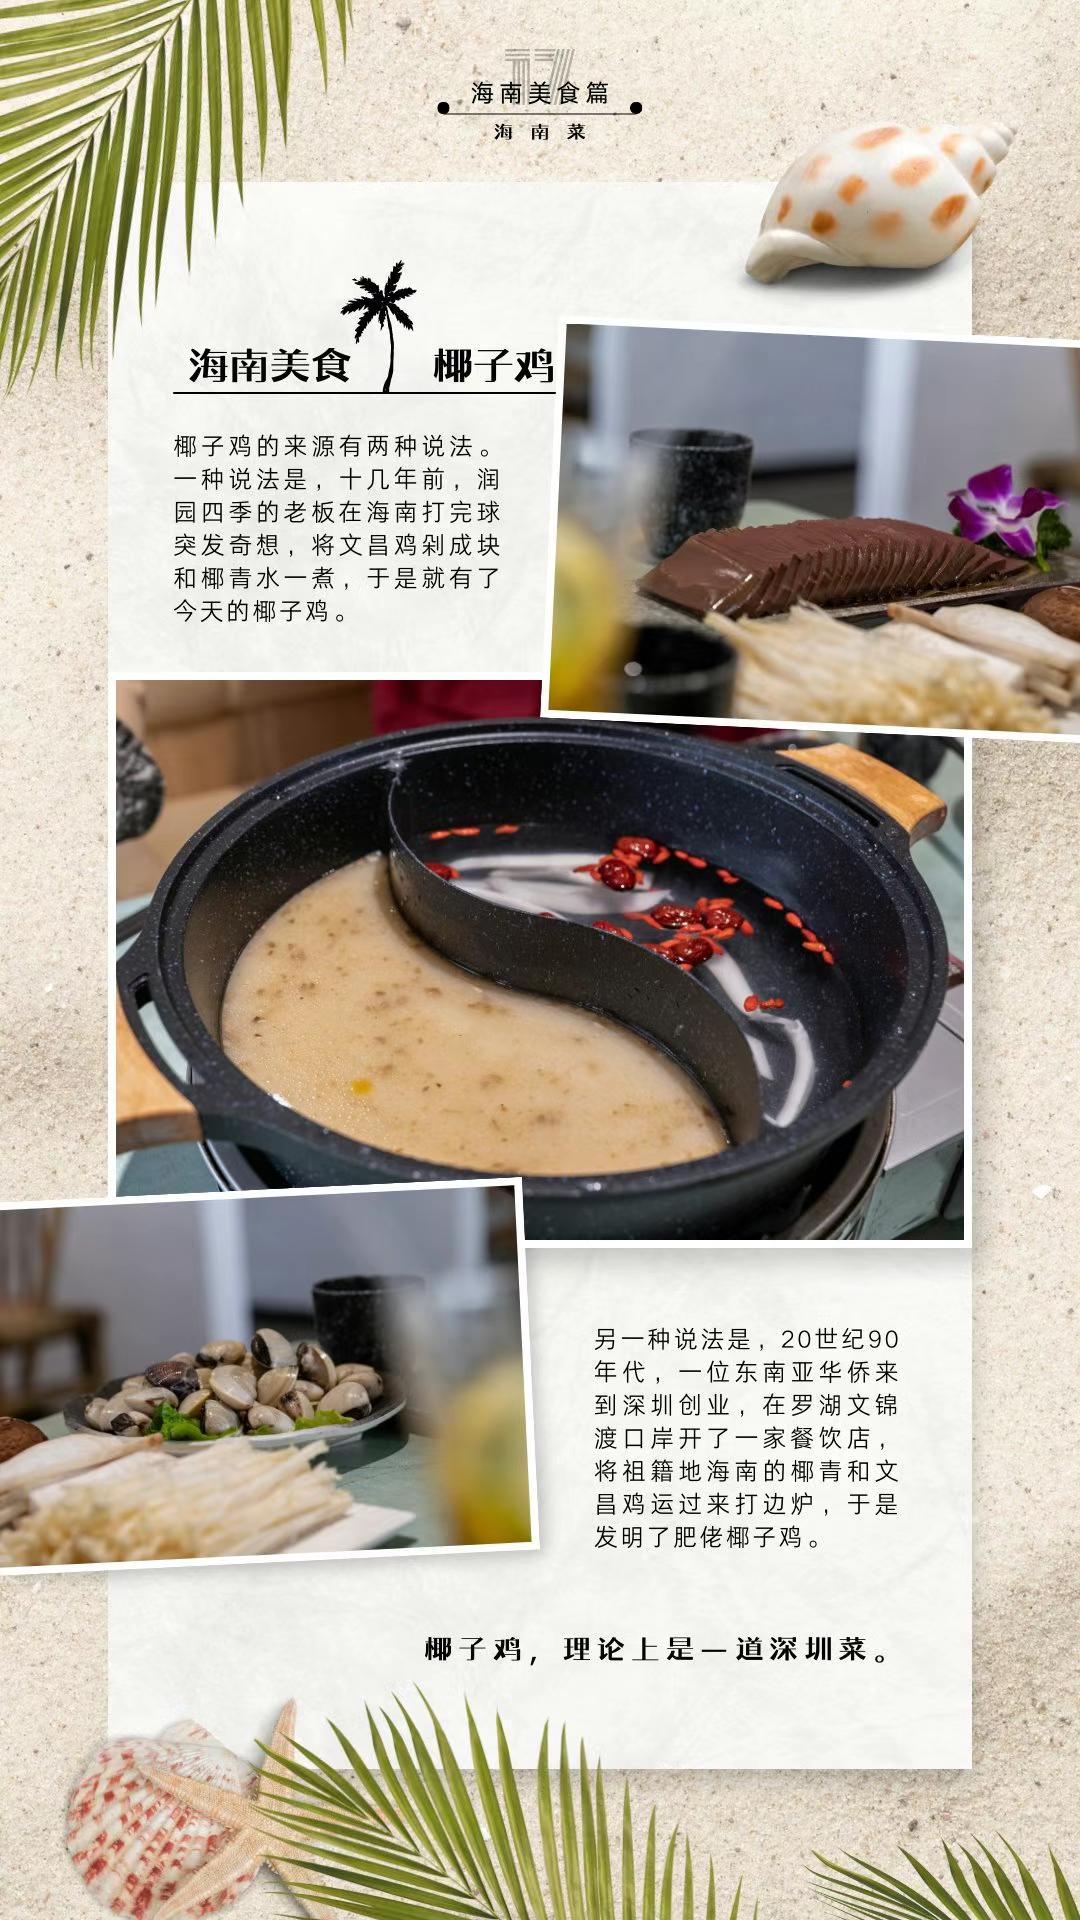 17
海南美食篇
海南菜
海南美食 椰子鸡
椰子鸡的来源有两种说法。
一种说法是，十几年前，润
园四季的老板在海南打完球
突发奇想，将文昌鸡剁成块
和椰青水一煮，于是就有了
今天的椰子鸡。
另一种说法是，20世纪90
年代，一位东南亚华侨来
到深圳创业，在罗湖文锦
渡口岸开了一家餐饮店，
将祖籍地海南的椰青和文
昌鸡运过来打边炉，于是
发明了肥佬椰子鸡。
椰子鸡，理论上是一道深圳菜。